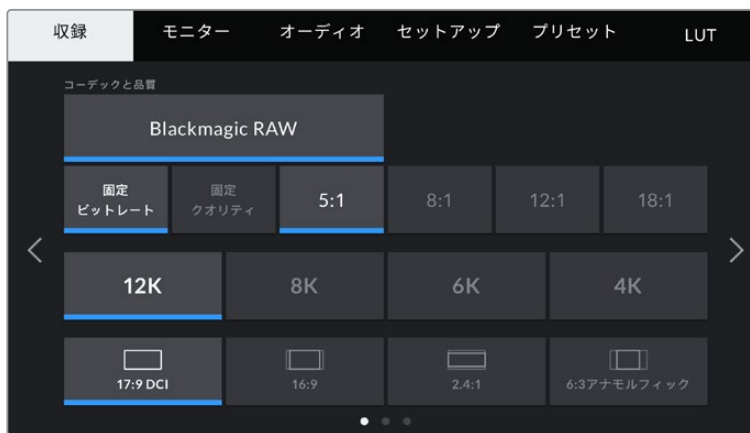 収録 モニター オーディオ セットアップ プリセット LUT
コーデックと品質
Blackmagic RAW
固定 固定
ビットレート クオリティ 5:1 8:1 12:1 18:1
12K 8K 6K 4K
17:9 DCI 16:9 2.4:1 6:3アナモルフィック